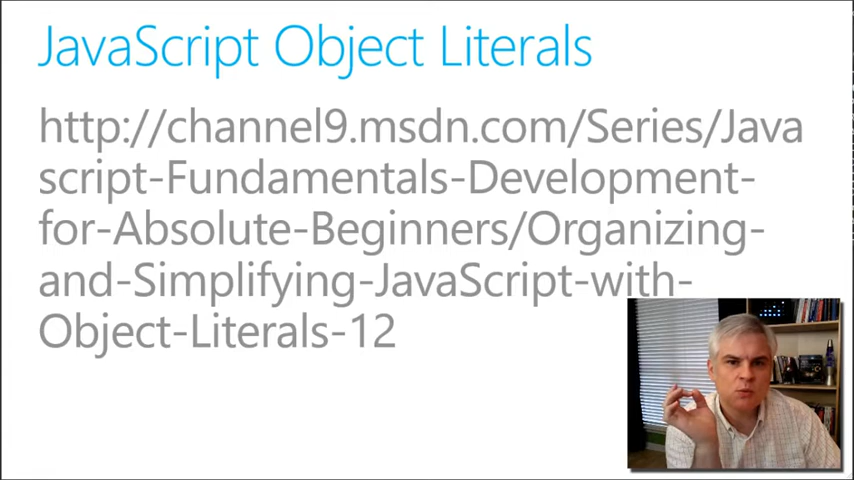 JavaScript Object Literals
http://channel9.msdn.com/Series/Java
script-Fundamentals-Development-
for-Absolute-Beginners/Organizing-
and-Simplifying-JavaScript-with-
Object-Literals-12